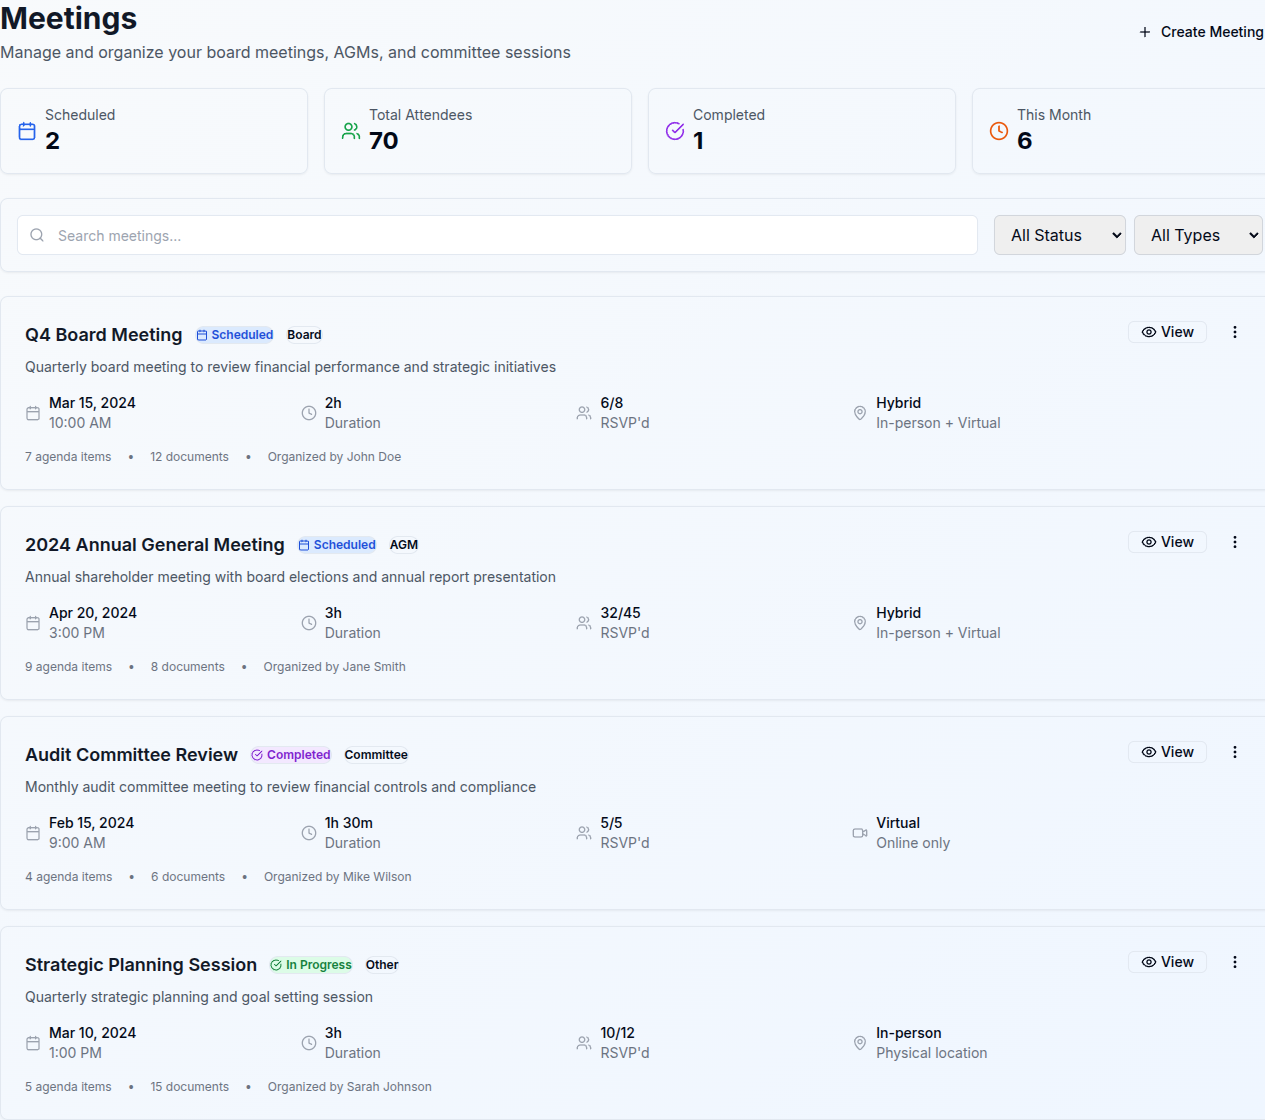 Meetings
Manage and organize your board meetings, AGMs, and committee sessions
Create Meeting
Scheduled
2
Total Attendees
70
Completed
1
This Month
6
Search meetings...
All Status
All Types
Q4 Board Meeting Scheduled Board
View
Quarterly board meeting to review financial performance and strategic initiatives
Mar 15, 2024
10:00 AM
2h
Duration
6/8
RSVP'd
Hybrid
In-person + Virtual
7 agenda items • 12 documents • Organized by John Doe
2024 Annual General Meeting Scheduled AGM
View
Annual shareholder meeting with board elections and annual report presentation
Apr 20, 2024
3:00 PM
3h
Duration
32/45
RSVP'd
Hybrid
In-person + Virtual
9 agenda items • 8 documents • Organized by Jane Smith
Audit Committee Review Completed Committee
View
Monthly audit committee meeting to review financial controls and compliance
Feb 15, 2024
9:00 AM
1h 30m
Duration
5/5
RSVP'd
Virtual
Online only
4 agenda items • 6 documents • Organized by Mike Wilson
Strategic Planning Session In Progress Other
View
Quarterly strategic planning and goal setting session
Mar 10, 2024
1:00 PM
3h
Duration
10/12
RSVP'd
In-person
Physical location
5 agenda items • 15 documents • Organized by Sarah Johnson